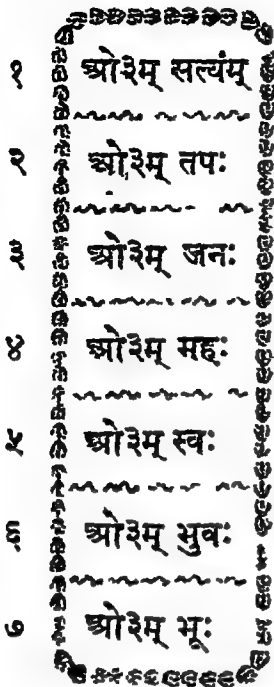 १ ओ३म् सत्यंम्
२ ओ३म् तपः
३ ओ३म् जनः
४ ओ३म् महः
५ ओ३म् स्वः
६ ओ३म् भुवः
७ ओ३म् भूः